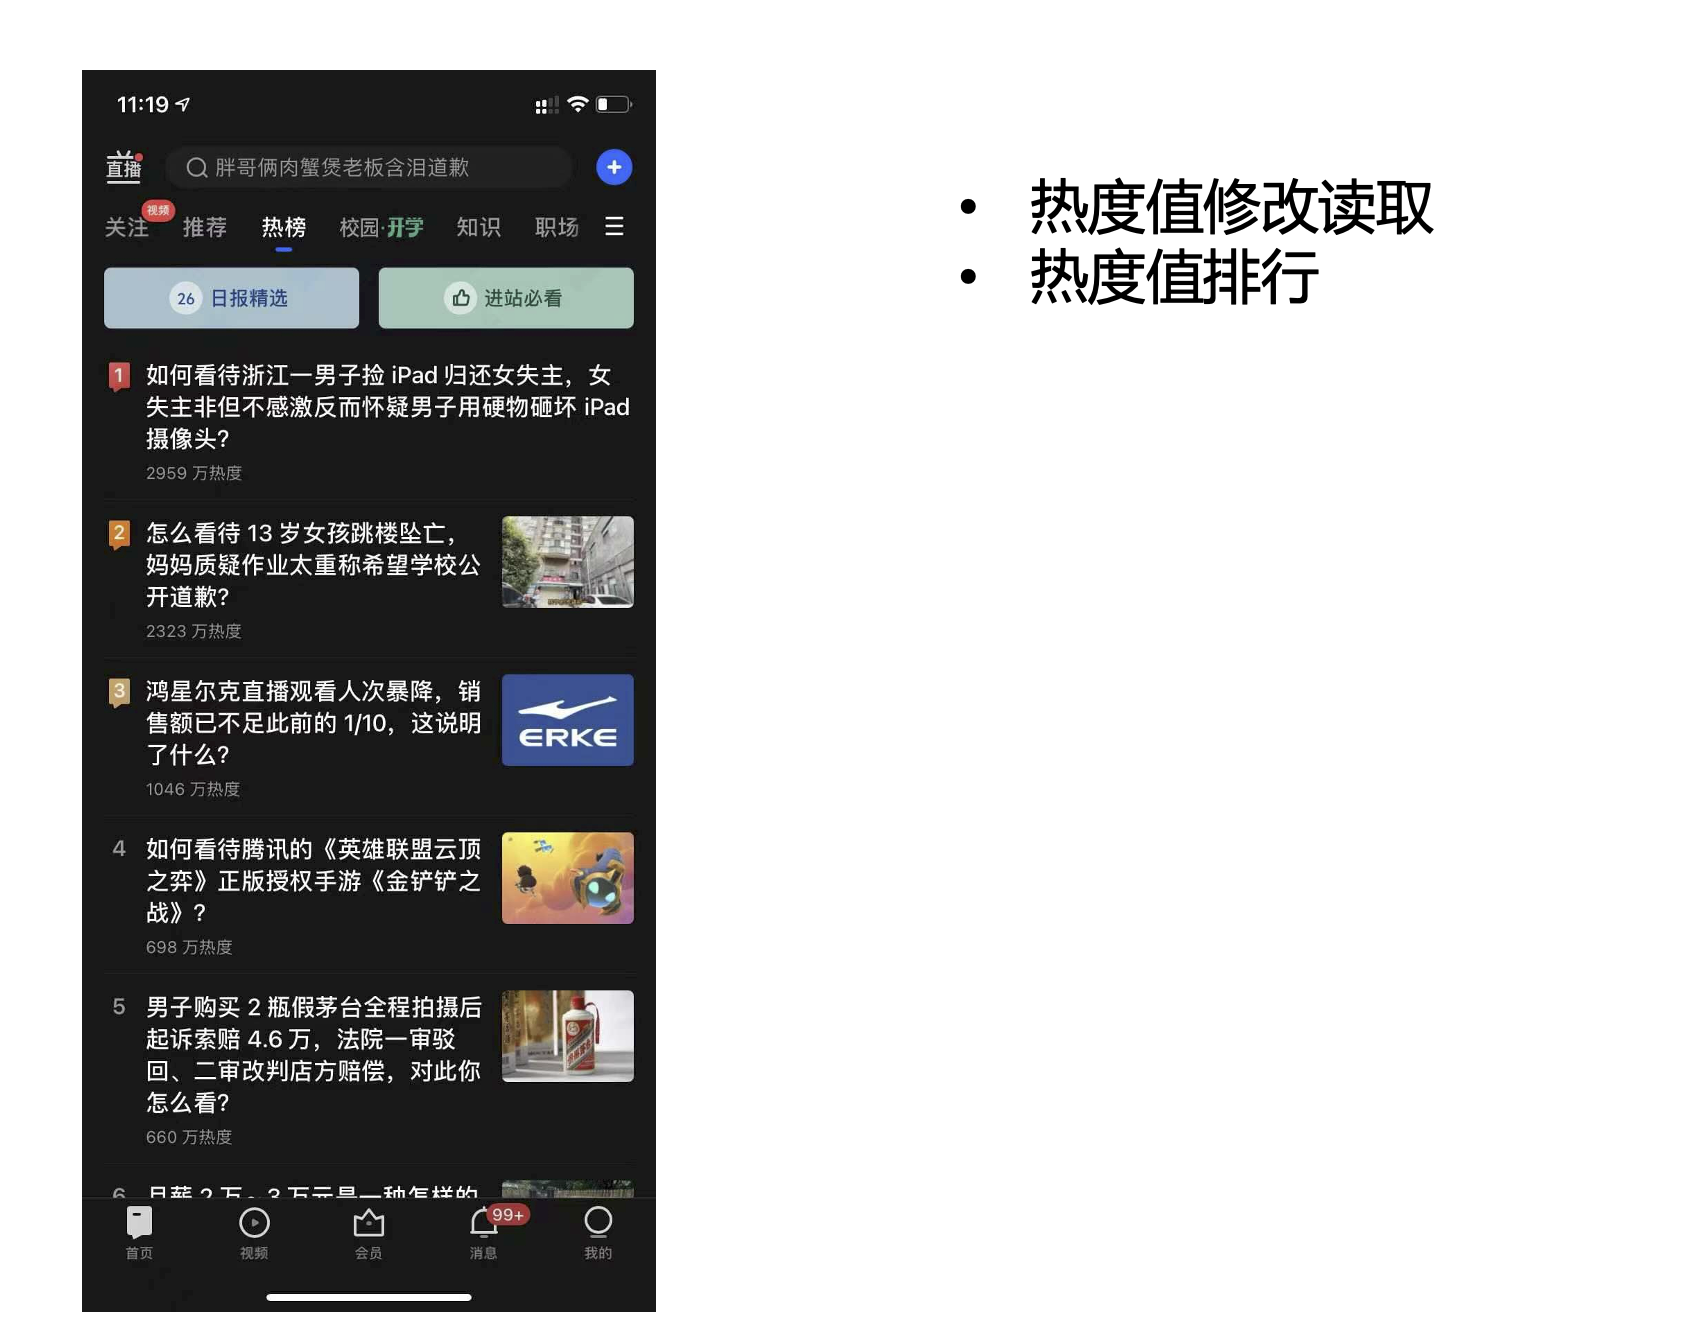 11:19
直播
胖哥俩肉蟹煲老板含泪道歉
关注 视频 推荐 热榜 校园·开学 知识 职场
26 日报精选
进站必看
1 如何看待浙江一男子捡 iPad 归还女失主，女
失主非但不感激反而怀疑男子用硬物砸坏 iPad
摄像头？
2959 万热度
2 怎么看待 13 岁女孩跳楼坠亡，
妈妈质疑作业太重称希望学校公
开道歉？
2323 万热度
3 鸿星尔克直播观看人次暴降，销
售额已不足此前的 1/10，这说明
了什么？
1046 万热度
ERKE
4 如何看待腾讯的《英雄联盟云顶
之弈》正版授权手游《金铲铲之
战》？
698 万热度
5 男子购买 2 瓶假茅台全程拍摄后
起诉索赔 4.6 万，法院一审驳
回、二审改判店方赔偿，对此你
怎么看？
660 万热度
6 月薪 2 万~3 万元是一种怎样的
首页 视频 会员 消息 99+ 我的
• 热度值修改读取
• 热度值排行